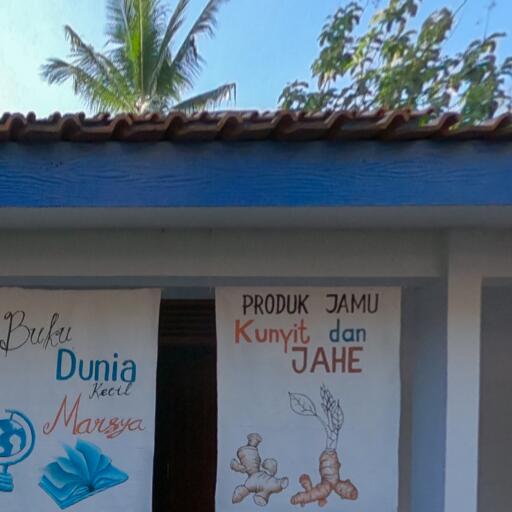 Buku
Dunia
Kecil
Marsya
PRODUK JAMU
Kunyit dan
JAHE